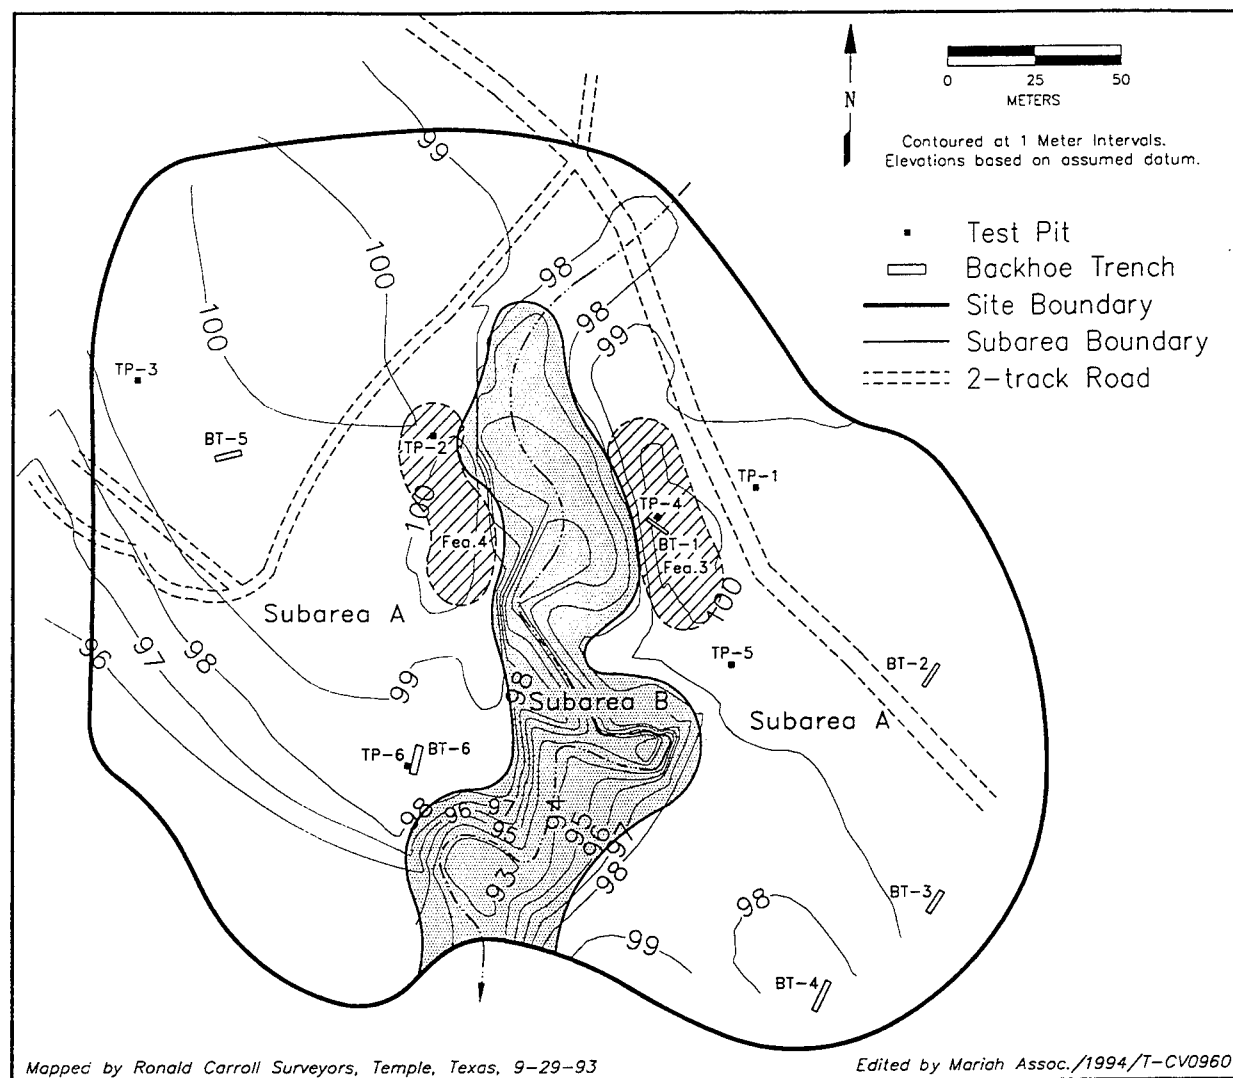 N
0 25 50
METERS
Contoured at 1 Meter Intervals.
Elevations based on assumed datum.
Test Pit
Backhoe Trench
Site Boundary
Subarea Boundary
2-track Road
99
100
100
98
98
99
TP-3
BT-5
TP-2
TP-1
TP-4
100
BT-1
Fea.4
Fea.3
100
Subarea A
TP-5
BT-2
96
97
98
99
98
Subarea B
Subarea A
TP-6
BT-6
98
96
97
95
94
95
96
97
98
93
BT-3
98
99
BT-4
Mapped by Ronald Carroll Surveyors, Temple, Texas, 9-29-93
Edited by Mariah Assoc./1994/T-CV0960